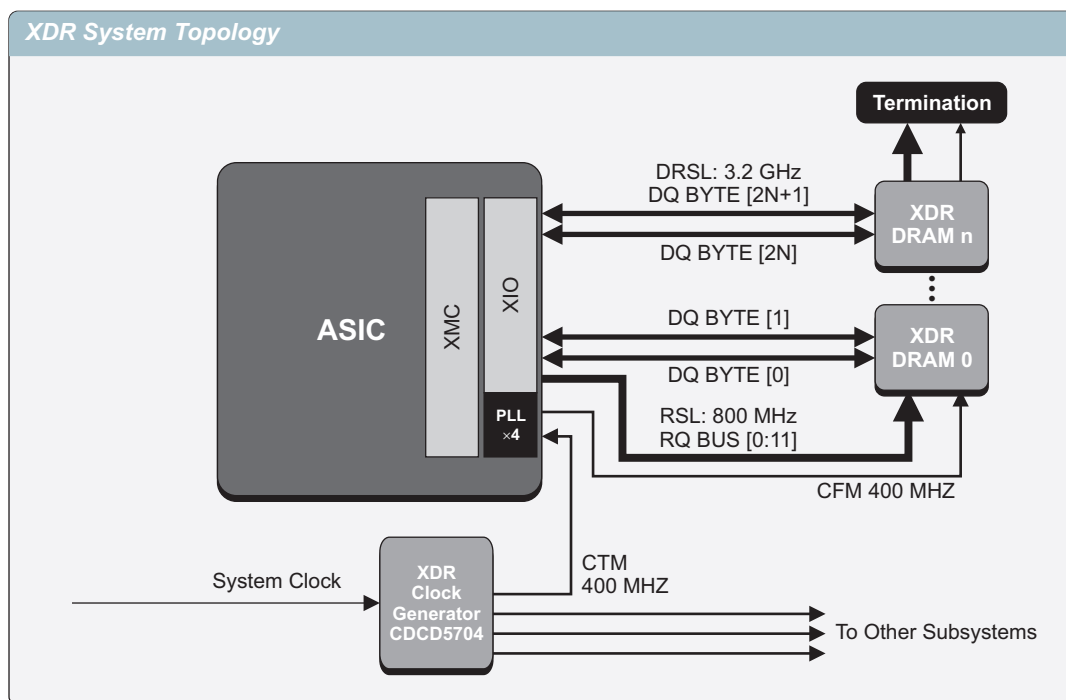 XDR System Topology
Termination
DRSL: 3.2 GHz
DQ BYTE [2N+1]
XDR
DRAM n
DQ BYTE [2N]
ASIC
XMC
XIO
DQ BYTE [1]
XDR
DRAM 0
DQ BYTE [0]
PLL
×4
RSL: 800 MHz
RQ BUS [0:11]
CFM 400 MHZ
System Clock
XDR
Clock
Generator
CDCD5704
CTM
400 MHZ
To Other Subsystems